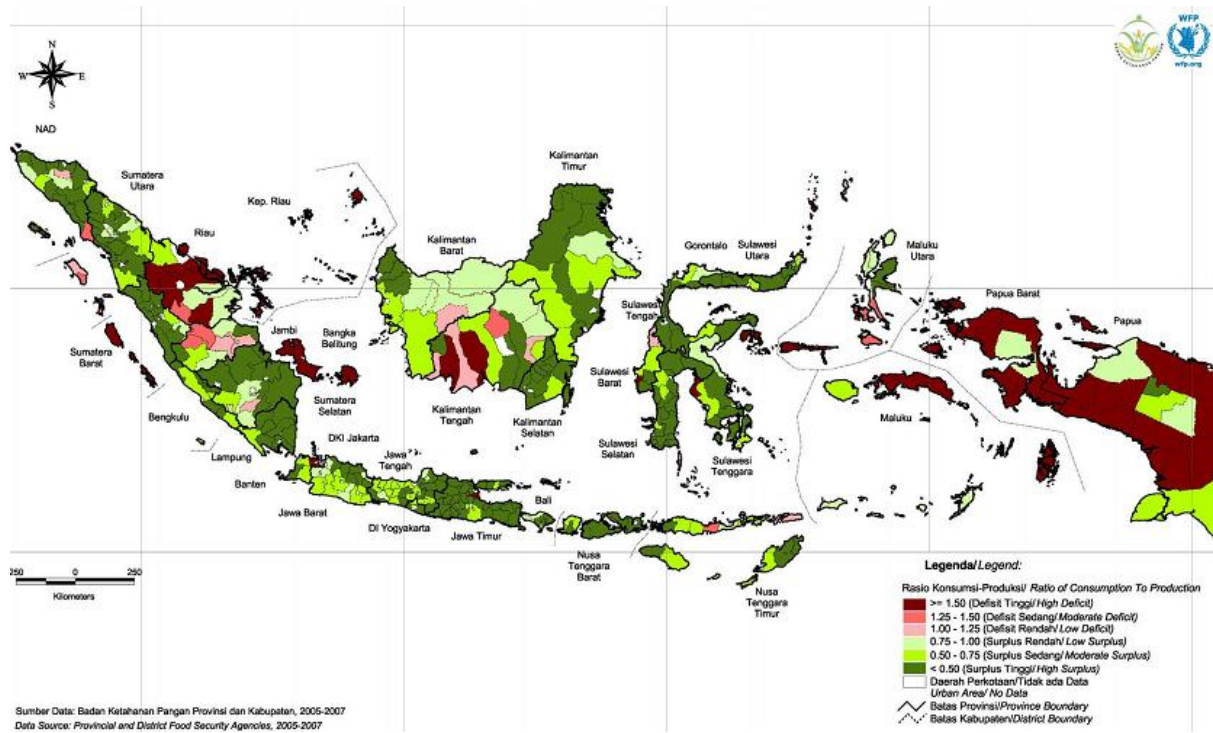 WFP
wfp.org
N
W
E
S
NAD
Sumatera
Utara
Kep. Riau
Riau
Jambi
Bangka
Belitung
Sumatera
Barat
Bengkulu
Sumatera
Selatan
Lampung
DKI Jakarta
Banten
Jawa
Tengah
Jawa Barat
DI Yogyakarta
Jawa Timur
Bali
Kalimantan
Timur
Kalimantan
Barat
Kalimantan
Tengah
Kalimantan
Selatan
Gorontalo
Sulawesi
Utara
Sulawesi
Tengah
Sulawesi
Barat
Sulawesi
Selatan
Sulawesi
Tenggara
Maluku
Utara
Papua Barat
Papua
Maluku
Nusa
Tenggara
Barat
Nusa
Tenggara
Timur
250 0 250
Kilometers
Legenda/Legend:
Rasio Konsumsi-Produksi/ Ratio of Consumption To Production
>= 1.50 (Defisit Tinggi/High Deficit)
1.25 - 1.50 (Defisit Sedang/Moderate Deficit)
1.00 - 1.25 (Defisit Rendah/Low Deficit)
0.75 - 1.00 (Surplus Rendah/ Low Surplus)
0.50 - 0.75 (Surplus Sedang/Moderate Surplus)
< 0.50 (Surplus Tinggi/High Surplus)
Daerah Perkotaan/Tidak ada Data
Urban Area/ No Data
Batas Provinsi/Province Boundary
Batas Kabupaten/District Boundary
Sumber Data: Badan Ketahanan Pangan Provinsi dan Kabupaten, 2005-2007
Data Source: Provincial and District Food Security Agencies, 2005-2007